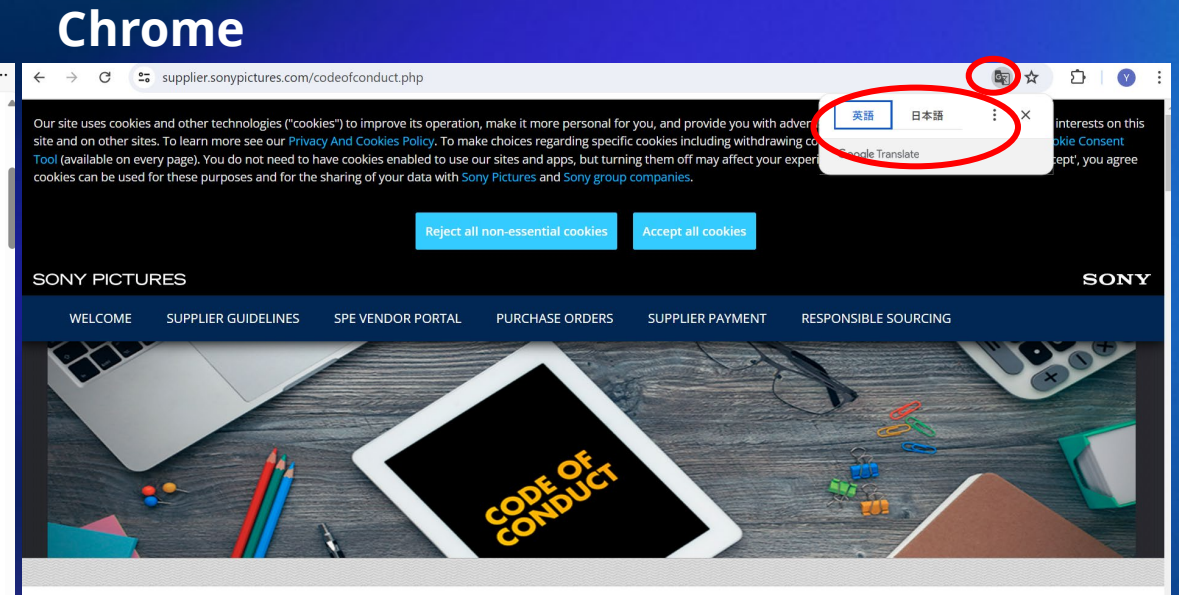 Chrome
supplier.sonypictures.com/codeofconduct.php
Y
英語 日本語
Google Translate
Our site uses cookies and other technologies ("cookies") to improve its operation, make it more personal for you, and provide you with adver interests on this
site and on other sites. To learn more see our Privacy And Cookies Policy. To make choices regarding specific cookies including withdrawing co okie Consent
Tool (available on every page). You do not need to have cookies enabled to use our sites and apps, but turning them off may affect your experi cept', you agree
cookies can be used for these purposes and for the sharing of your data with Sony Pictures and Sony group companies.
Reject all non-essential cookies Accept all cookies
SONY PICTURES SONY
WELCOME SUPPLIER GUIDELINES SPE VENDOR PORTAL PURCHASE ORDERS SUPPLIER PAYMENT RESPONSIBLE SOURCING
CODE OF
CONDUCT